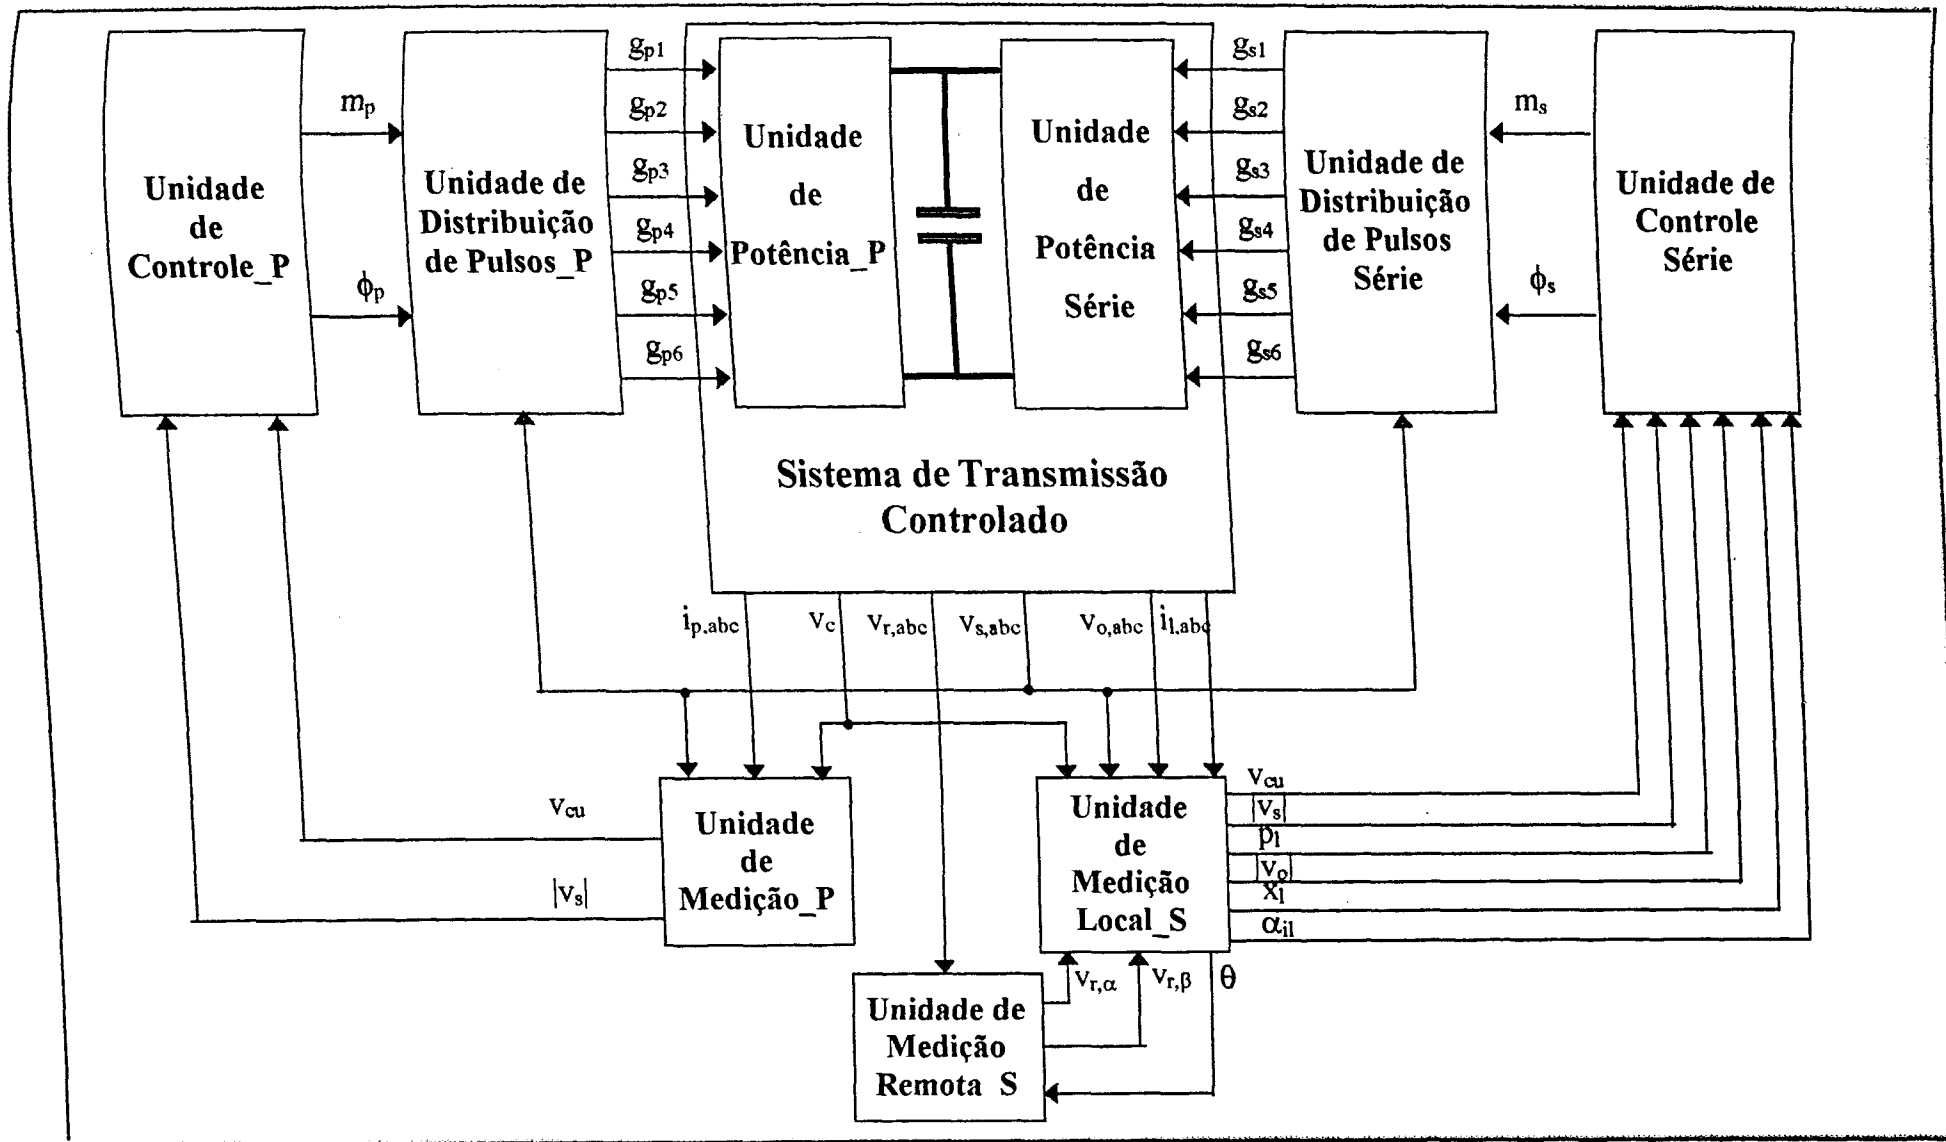 Unidade
de
Controle_P
mp
ϕp
Unidade de
Distribuição
de Pulsos_P
gp1
gp2
gp3
gp4
gp5
gp6
Unidade
de
Potência_P
Unidade
de
Potência
Série
gs1
gs2
gs3
gs4
gs5
gs6
Unidade de
Distribuição
de Pulsos
Série
ms
ϕs
Unidade de
Controle
Série
Sistema de Transmissão
Controlado
ip,abc
vc
vr,abc
vs,abc
vo,abc
il,abc
vcu
|vs|
Unidade
de
Medição_P
Unidade
de
Medição
Local_S
vcu
|vs|
pl
|vo|
xl
αil
vr,α
vr,β
θ
Unidade de
Medição
Remota S